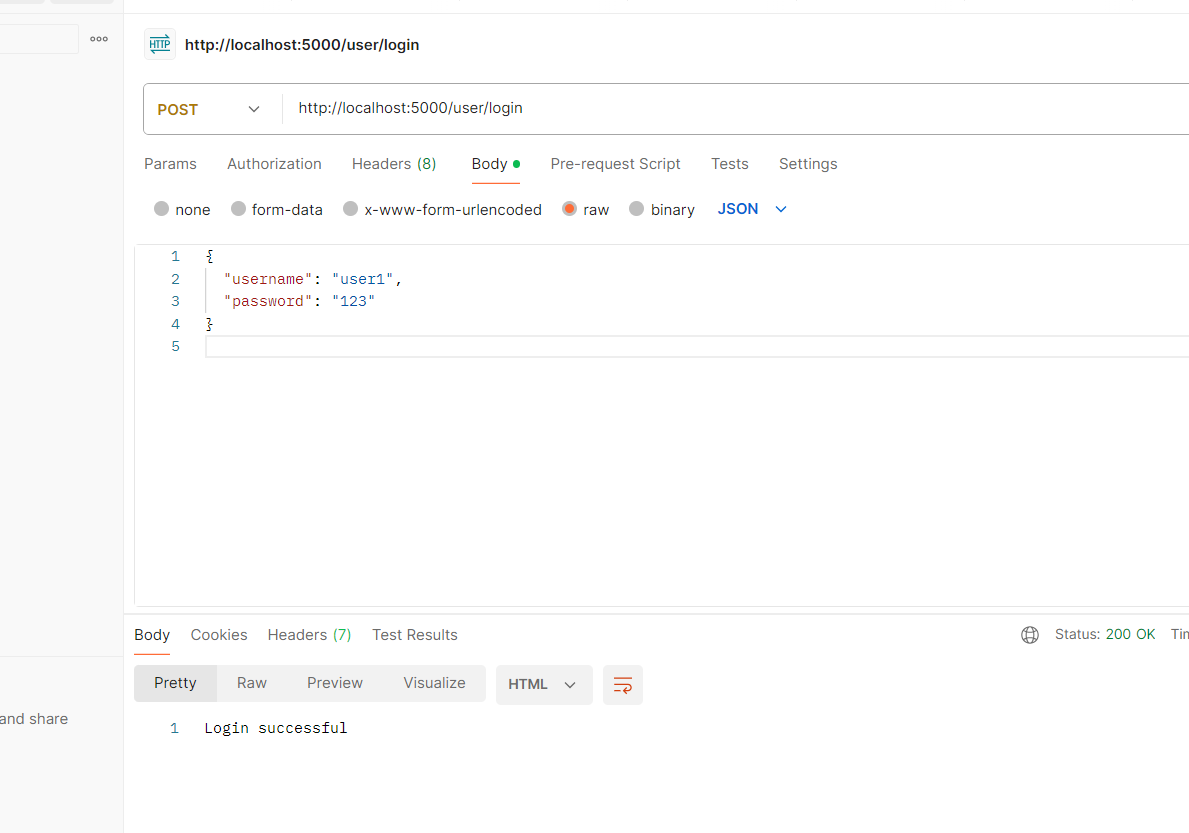 HTTP http://localhost:5000/user/login
POST http://localhost:5000/user/login
Params Authorization Headers (8) Body Pre-request Script Tests Settings
none form-data x-www-form-urlencoded raw binary JSON
1 {
2 "username": "user1",
3 "password": "123"
4 }
5
Body Cookies Headers (7) Test Results Status: 200 OK Tim
Pretty Raw Preview Visualize HTML
and share
1 Login successful